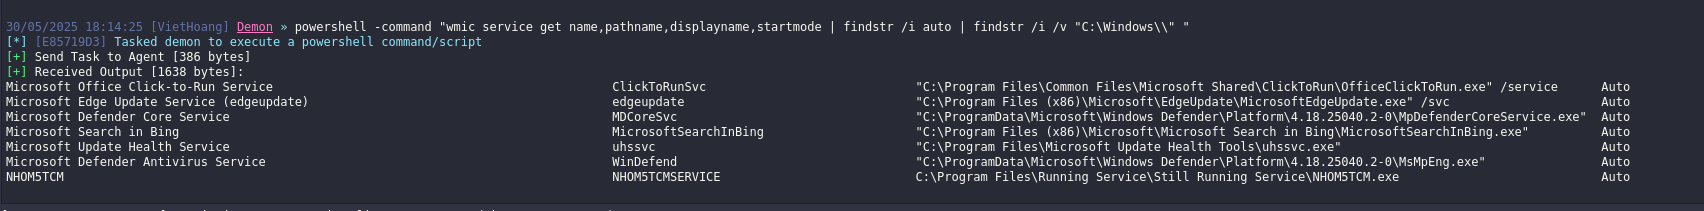 30/05/2025 18:14:25 [VietHoang] Demon » powershell -command "wmic service get name,pathname,displayname,startmode | findstr /i auto | findstr /i /v "C:\Windows\\" "
[*] [E85719D3] Tasked demon to execute a powershell command/script
[+] Send Task to Agent [386 bytes]
[+] Received Output [1638 bytes]:
Microsoft Office Click-to-Run Service ClickToRunSvc "C:\Program Files\Common Files\Microsoft Shared\ClickToRun\OfficeClickToRun.exe" /service Auto
Microsoft Edge Update Service (edgeupdate) edgeupdate "C:\Program Files (x86)\Microsoft\EdgeUpdate\MicrosoftEdgeUpdate.exe" /svc Auto
Microsoft Defender Core Service MDCoreSvc "C:\ProgramData\Microsoft\Windows Defender\Platform\4.18.25040.2-0\MpDefenderCoreService.exe" Auto
Microsoft Search in Bing MicrosoftSearchInBing "C:\Program Files (x86)\Microsoft\Microsoft Search in Bing\MicrosoftSearchInBing.exe" Auto
Microsoft Update Health Service uhssvc "C:\Program Files\Microsoft Update Health Tools\uhssvc.exe" Auto
Microsoft Defender Antivirus Service WinDefend "C:\ProgramData\Microsoft\Windows Defender\Platform\4.18.25040.2-0\MsMpEng.exe" Auto
NHOM5TCM NHOM5TCMSERVICE C:\Program Files\Running Service\Still Running Service\NHOM5TCM.exe Auto